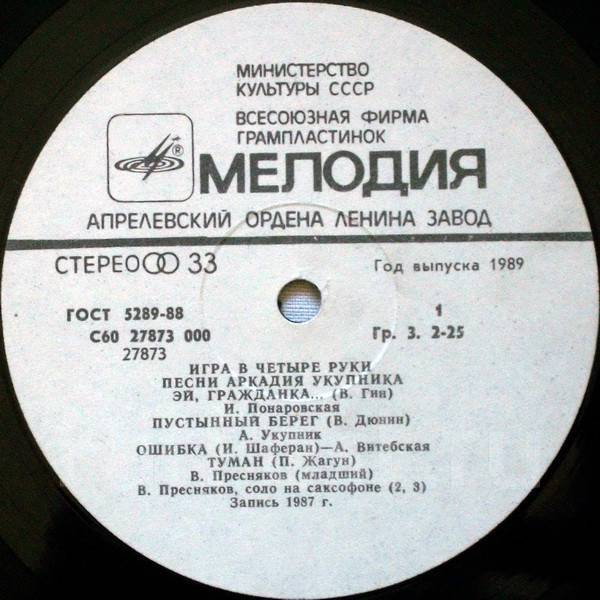 МИНИСТЕРСТВО
КУЛЬТУРЫ СССР
ВСЕСОЮЗНАЯ ФИРМА
ГРАМПЛАСТИНОК
®
МЕЛОДИЯ
АПРЕЛЕВСКИЙ ОРДЕНА ЛЕНИНА ЗАВОД
СТЕРЕО 33
Год выпуска 1989
ГОСТ 5289-88
1
С60 27873 000
Гр. 3. 2-25
27873
ИГРА В ЧЕТЫРЕ РУКИ
ПЕСНИ АРКАДИЯ УКУПНИКА
ЭЙ, ГРАЖДАНКА... (В. Гин)
И. Понаровская
ПУСТЫННЫЙ БЕРЕГ (В. Дюнин)
А. Укупник
ОШИБКА (И. Шаферан)—А. Витебская
ТУМАН (П. Жагун)
В. Пресняков (младший)
В. Пресняков, соло на саксофоне (2, 3)
Запись 1987 г.